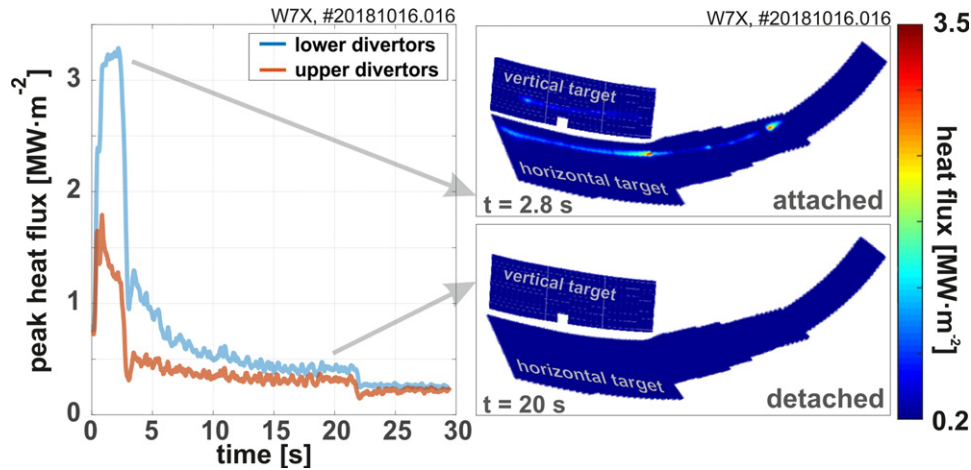 W7X, #20181016.016
lower divertors
upper divertors
peak heat flux [MW·m-2]
3
2
1
0
0
5
10
15
20
25
30
time [s]
W7X, #20181016.016
vertical target
horizontal target
t = 2.8 s
attached
vertical target
horizontal target
t = 20 s
detached
3.5
heat flux [MW·m-2]
0.2